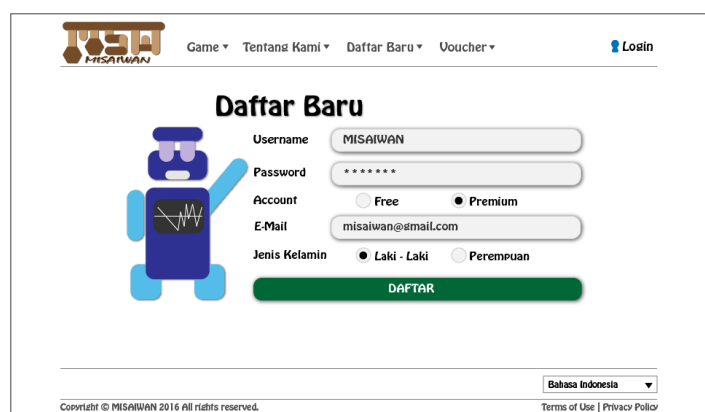 MISAIWAN
Game Tentang Kami Daftar Baru Voucher Login
Daftar Baru
Username MISAIWAN
Password *******
Account Free Premium
E-Mail misaiwan@gmail.com
Jenis Kelamin Laki - Laki Perempuan
DAFTAR
Bahasa Indonesia
Copyright © MISAIWAN 2016 All rights reserved. Terms of Use | Privacy Policy